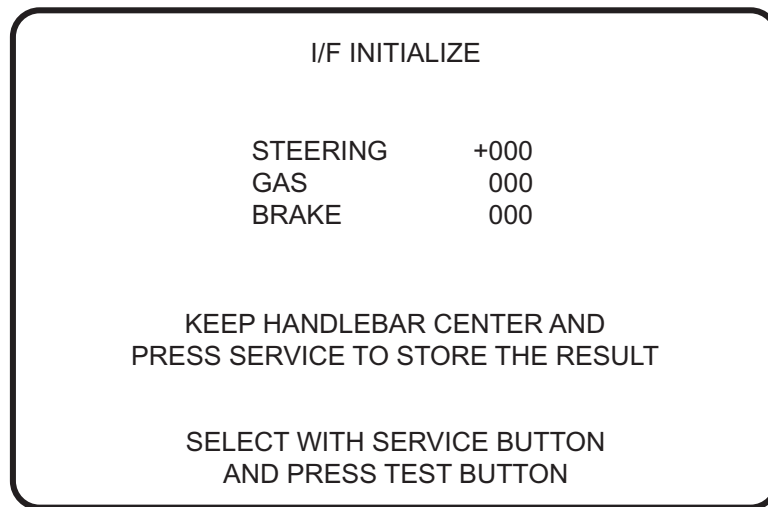 I/F INITIALIZE
STEERING +000
GAS 000
BRAKE 000
KEEP HANDLEBAR CENTER AND
PRESS SERVICE TO STORE THE RESULT
SELECT WITH SERVICE BUTTON
AND PRESS TEST BUTTON